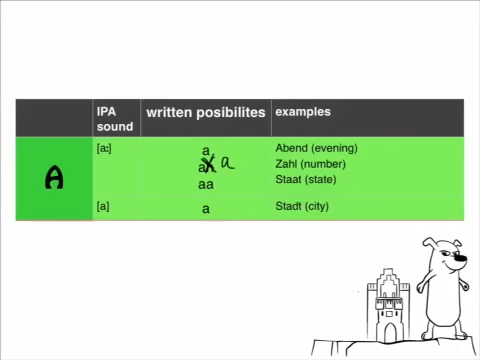 IPA sound
written posibilites
examples
A
[aː]
a
a
a
aa
Abend (evening)
Zahl (number)
Staat (state)
[a]
a
Stadt (city)